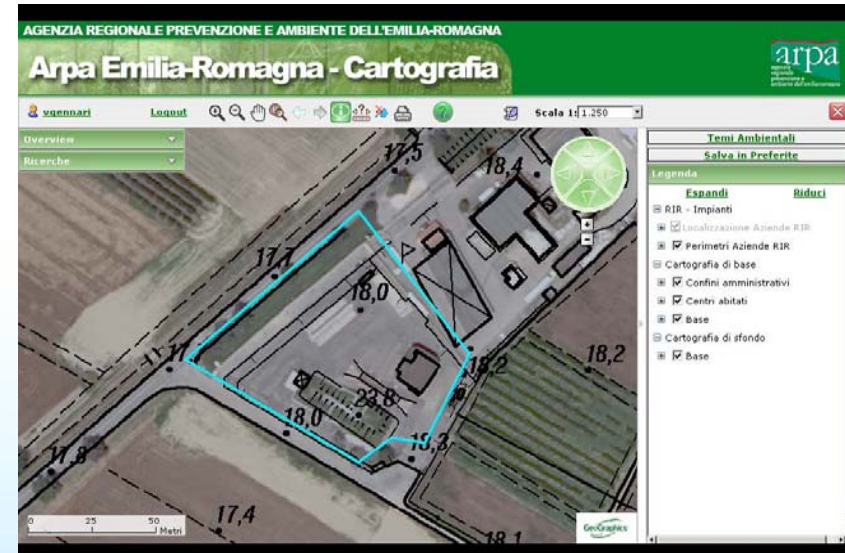 AGENZIA REGIONALE PREVENZIONE E AMBIENTE DELL'EMILIA-ROMAGNA
Arpa Emilia-Romagna - Cartografia
arpa
vgennari Logout Scala 1: 1.250
Overview
Ricerche
Temi Ambientali
Salva in Preferite
Legenda
Espandi Riduci
RIR - Impianti
Localizzazione Aziende RIR
Perimetri Aziende RIR
Cartografia di base
Confini amministrativi
Centri abitati
Base
Cartografia di sfondo
Base
17,5
18,4
17,7
18,0
18,2
18,2
23,8
18,0
18,3
17,8
17,4
18,1
0 25 50
Metri
GeoGraphics